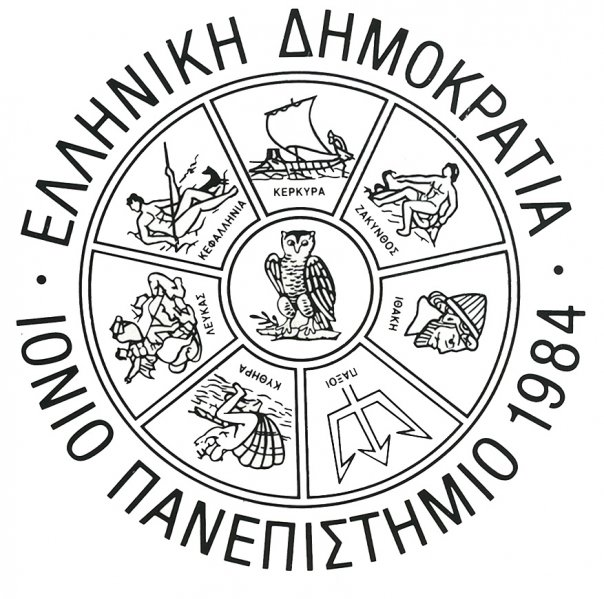 ΕΛΛΗΝΙΚΗ ΔΗΜΟΚΡΑΤΙΑ
· ΙΟΝΙΟ ΠΑΝΕΠΙΣΤΗΜΙΟ 1984 ·
ΚΕΡΚΥΡΑ
ΖΑΚΥΝΘΟΣ
ΙΘΑΚΗ
ΠΑΞΟΙ
ΚΥΘΗΡΑ
ΛΕΥΚΑΣ
ΚΕΦΑΛΛΗΝΙΑ